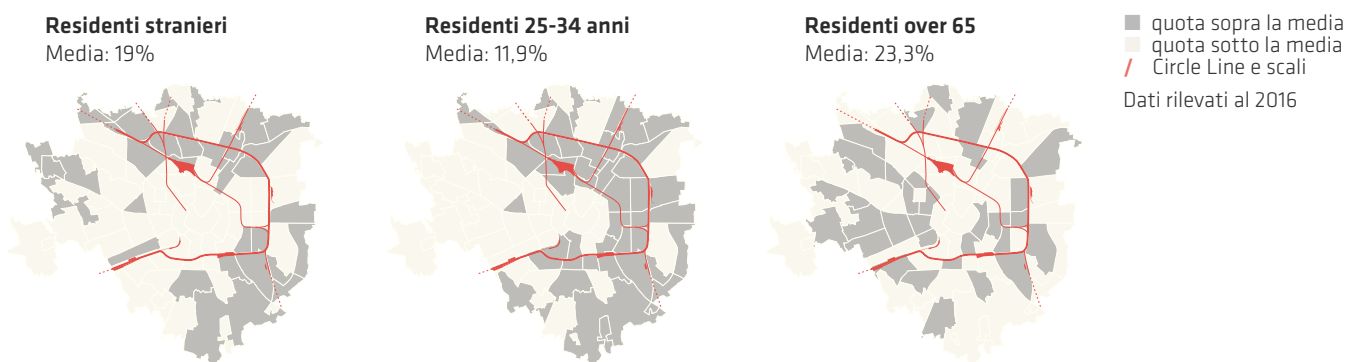 Residenti stranieri
Media: 19%
Residenti 25-34 anni
Media: 11,9%
Residenti over 65
Media: 23,3%
quota sopra la media
quota sotto la media
Circle Line e scali
Dati rilevati al 2016